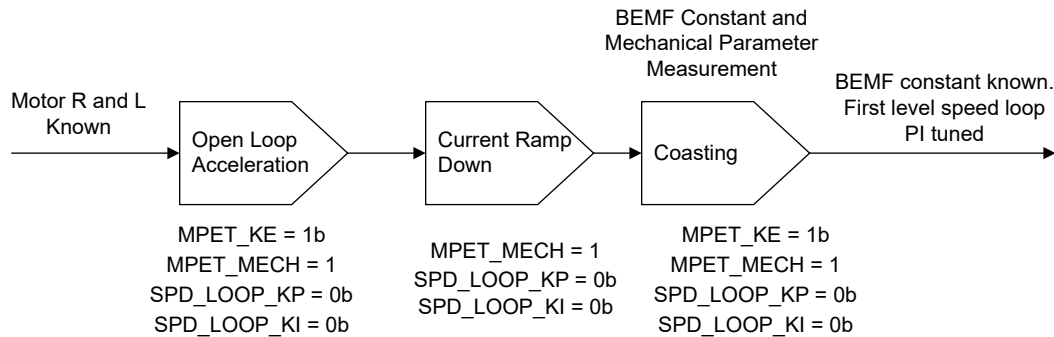 BEMF Constant and
Mechanical Parameter
Measurement
BEMF constant known.
First level speed loop
PI tuned
Motor R and L
Known
Open Loop
Acceleration
Current Ramp
Down
Coasting
MPET_KE = 1b
MPET_MECH = 1
SPD_LOOP_KP = 0b
SPD_LOOP_KI = 0b
MPET_MECH = 1
SPD_LOOP_KP = 0b
SPD_LOOP_KI = 0b
MPET_KE = 1b
MPET_MECH = 1
SPD_LOOP_KP = 0b
SPD_LOOP_KI = 0b